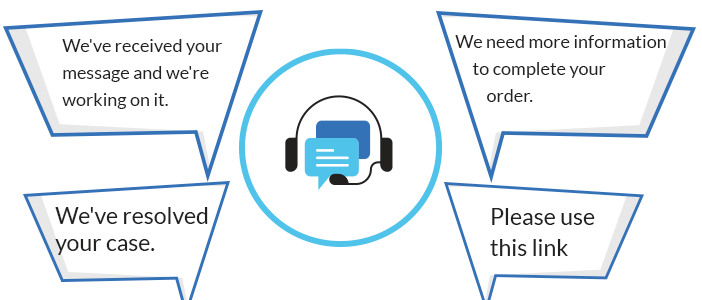 We've received your
message and we're
working on it.
We need more information
to complete your
order.
We've resolved
your case.
Please use
this link